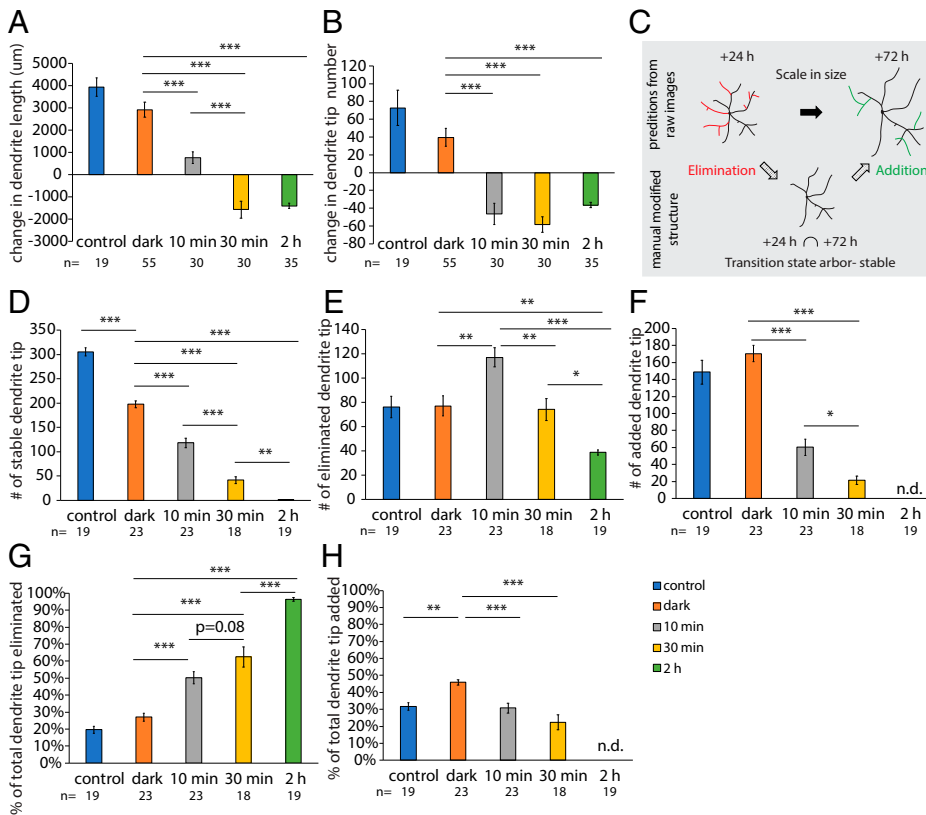 A
change in dendrite length (um)
5000
4000
3000
2000
1000
0
-1000
-2000
-3000
***
***
***
***
control dark 10 min 30 min 2 h
n= 19 55 30 30 35
B
change in dendrite tip number
120
100
80
60
40
20
0
-20
-40
-60
-80
***
***
***
control dark 10 min 30 min 2 h
n= 19 55 30 30 35
C
preditions from
raw images
manual modified
structure
+24 h
+72 h
Scale in size
Elimination
Addition
+24 h ∩ +72 h
Transition state arbor- stable
D
# of stable dendrite tip
350
300
250
200
150
100
50
0
***
***
***
***
***
**
control dark 10 min 30 min 2 h
n= 19 23 23 18 19
E
# of eliminated dendrite tip
140
120
100
80
60
40
20
0
**
***
** **
*
control dark 10 min 30 min 2 h
n= 19 23 23 18 19
F
# of added dendrite tip
200
180
160
140
120
100
80
60
40
20
0
***
***
*
n.d.
control dark 10 min 30 min 2 h
n= 19 23 23 18 19
G
% of total dendrite tip eliminated
100%
90%
80%
70%
60%
50%
40%
30%
20%
10%
0%
***
***
***
p=0.08
***
control dark 10 min 30 min 2 h
n= 19 23 23 18 19
H
% of total dendrite tip added
100%
90%
80%
70%
60%
50%
40%
30%
20%
10%
0%
***
** ***
n.d.
control dark 10 min 30 min 2 h
n= 19 23 23 18 19
control
dark
10 min
30 min
2 h